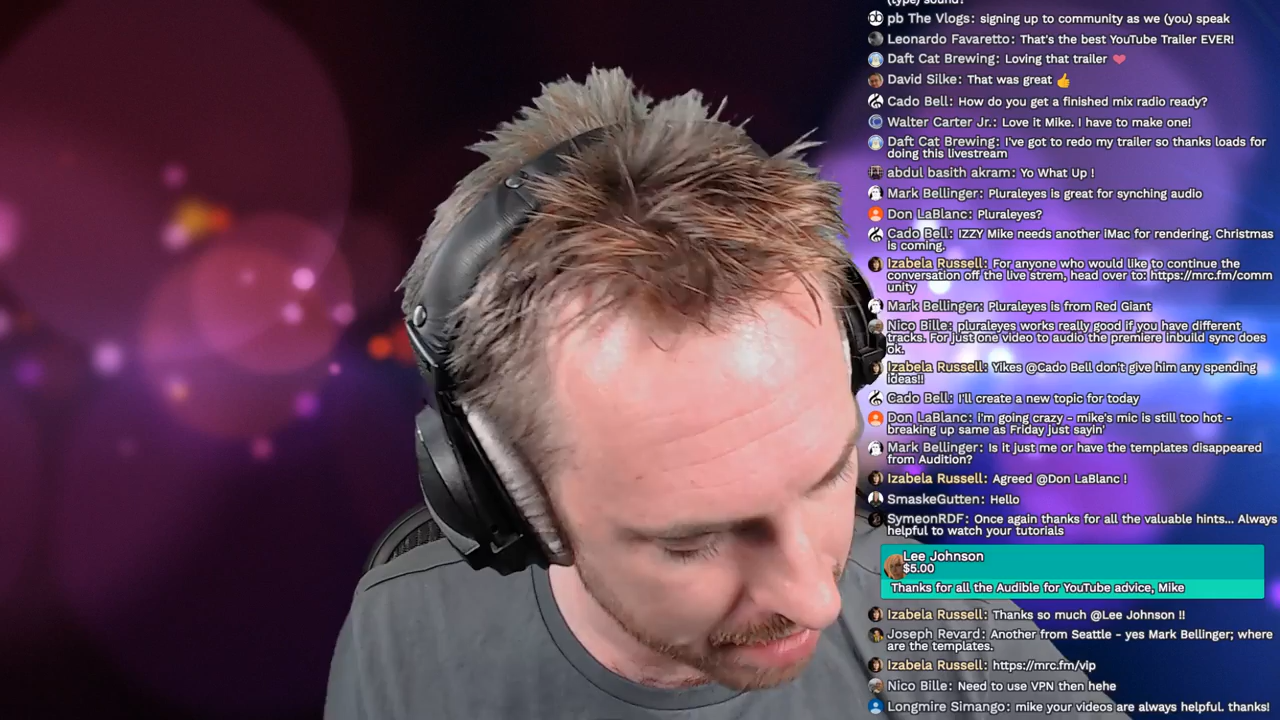 (type) sound?
pb The Vlogs: signing up to community as we (you) speak
Leonardo Favaretto: That's the best YouTube Trailer EVER!
Daft Cat Brewing: Loving that trailer ❤
David Silke: That was great 👍
Cado Bell: How do you get a finished mix radio ready?
Walter Carter Jr.: Love it Mike. I have to make one!
Daft Cat Brewing: I've got to redo my trailer so thanks loads for
doing this livestream
abdul basith akram: Yo What Up !
Mark Bellinger: Pluraleyes is great for synching audio
Don LaBlanc: Pluraleyes?
Cado Bell: IZZY Mike needs another iMac for rendering. Christmas
is coming.
Izabela Russell: For anyone who would like to continue the
conversation off the live strem, head over to: https://mrc.fm/comm
unity
Mark Bellinger: Pluraleyes is from Red Giant
Nico Bille: pluraleyes works really good if you have different
tracks. For just one video to audio the premiere inbuild sync does
ok.
Izabela Russell: Yikes @Cado Bell don't give him any spending
ideas!!
Cado Bell: I'll create a new topic for today
Don LaBlanc: i'm going crazy - mike's mic is still too hot -
breaking up same as Friday just sayin'
Mark Bellinger: Is it just me or have the templates disappeared
from Audition?
Izabela Russell: Agreed @Don LaBlanc !
SmaskeGutten: Hello
SymeonRDF: Once again thanks for all the valuable hints... Always
helpful to watch your tutorials
Lee Johnson
$5.00
Thanks for all the Audible for YouTube advice, Mike
Izabela Russell: Thanks so much @Lee Johnson !!
Joseph Revard: Another from Seattle - yes Mark Bellinger; where
are the templates.
Izabela Russell: https://mrc.fm/vip
Nico Bille: Need to use VPN then hehe
Longmire Simango: mike your videos are always helpful. thanks!